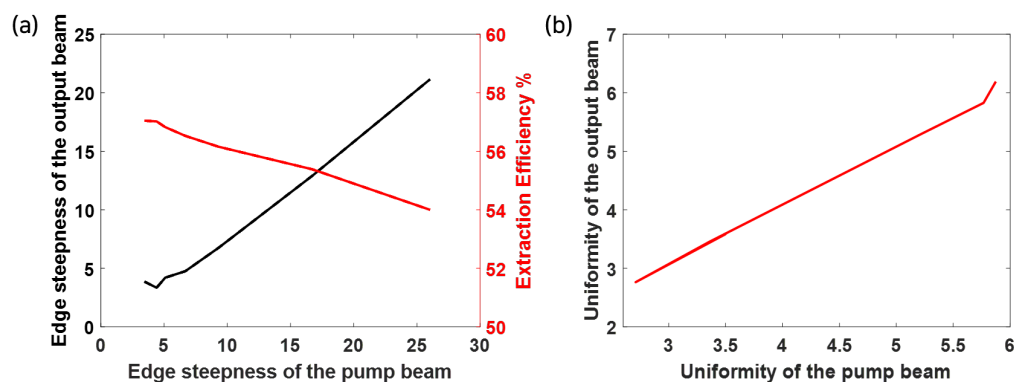 (a)
Edge steepness of the output beam
25
20
15
10
5
0
0 5 10 15 20 25 30
Edge steepness of the pump beam
60
58
56
54
52
50
Extraction Efficiency %
(b)
Uniformity of the output beam
7
6
5
4
3
2
3 3.5 4 4.5 5 5.5 6
Uniformity of the pump beam